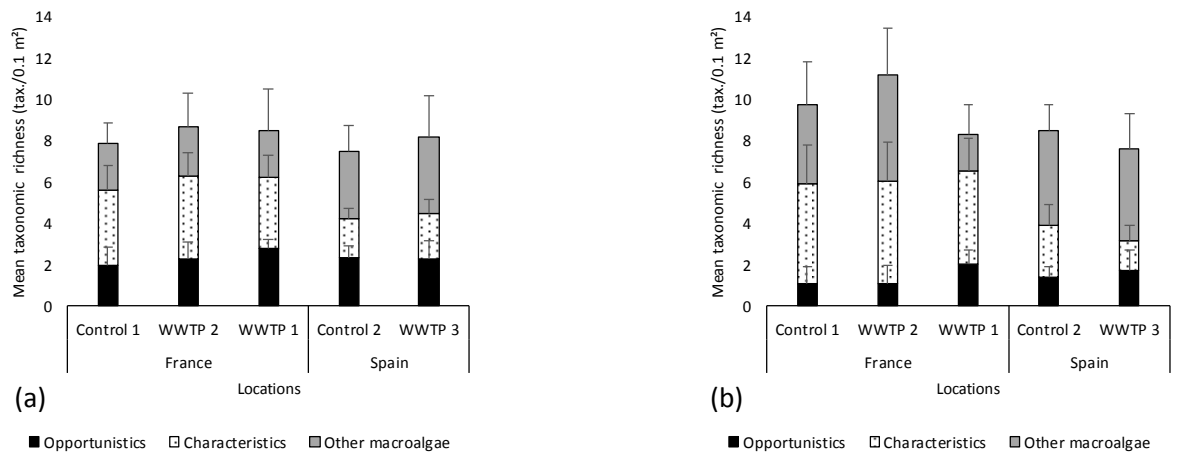 Mean taxonomic richness (tax./0.1 m²)
14
12
10
8
6
4
2
0
Control 1 WWTP 2 WWTP 1 Control 2 WWTP 3
France Spain
Locations
(a)
Opportunistics Characteristics Other macroalgae
Mean taxonomic richness (tax./0.1 m²)
14
12
10
8
6
4
2
0
Control 1 WWTP 2 WWTP 1 Control 2 WWTP 3
France Spain
Locations
(b)
Opportunistics Characteristics Other macroalgae